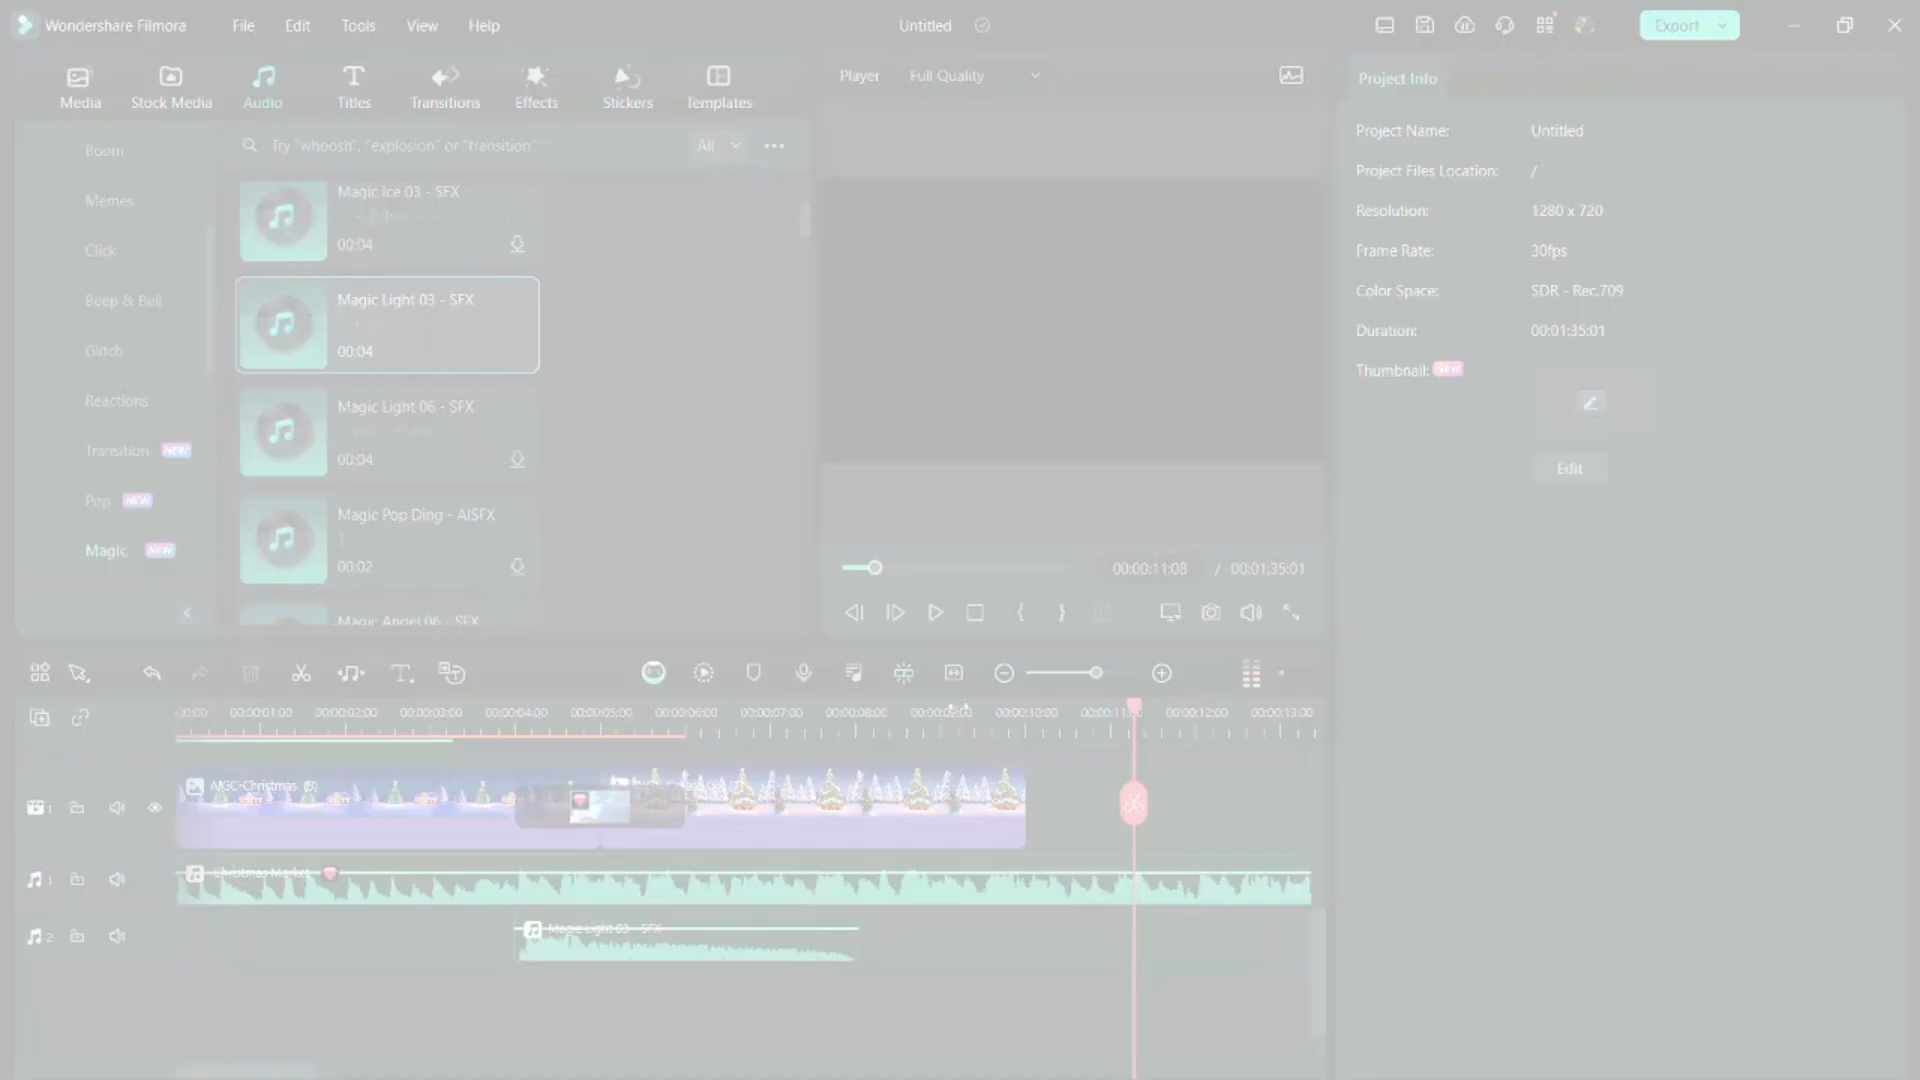 Wondershare Filmora
File
Edit
Tools
View
Help
Untitled
Export
Media
Stock Media
Audio
Titles
Transitions
Effects
Stickers
Templates
Player
Full Quality
Project Info
Boom
Memes
Click
Beep & Bell
Glitch
Reactions
Transition NEW
Pop NEW
Magic NEW
Try "whoosh", "explosion" or "transition"
All
Magic Ice 03 - SFX
00:04
Magic Light 03 - SFX
00:04
Magic Light 06 - SFX
00:04
Magic Pop Ding - AISFX
00:02
Magic Angel 06 - SFX
00:00:11:08 / 00:01:35:01
Project Name: Untitled
Project Files Location: /
Resolution: 1280 x 720
Frame Rate: 30fps
Color Space: SDR - Rec.709
Duration: 00:01:35:01
Thumbnail: NEW
Edit
:00:00 00:00:01:00 00:00:02:00 00:00:03:00 00:00:04:00 00:00:05:00 00:00:06:00 00:00:07:00 00:00:08:00 00:00:09:00 00:00:10:00 00:00:11:00 00:00:12:00 00:00:13:00
1
AIGC-Christmas (3)
1
Christmas Market
2
Magic Light 03 - SFX